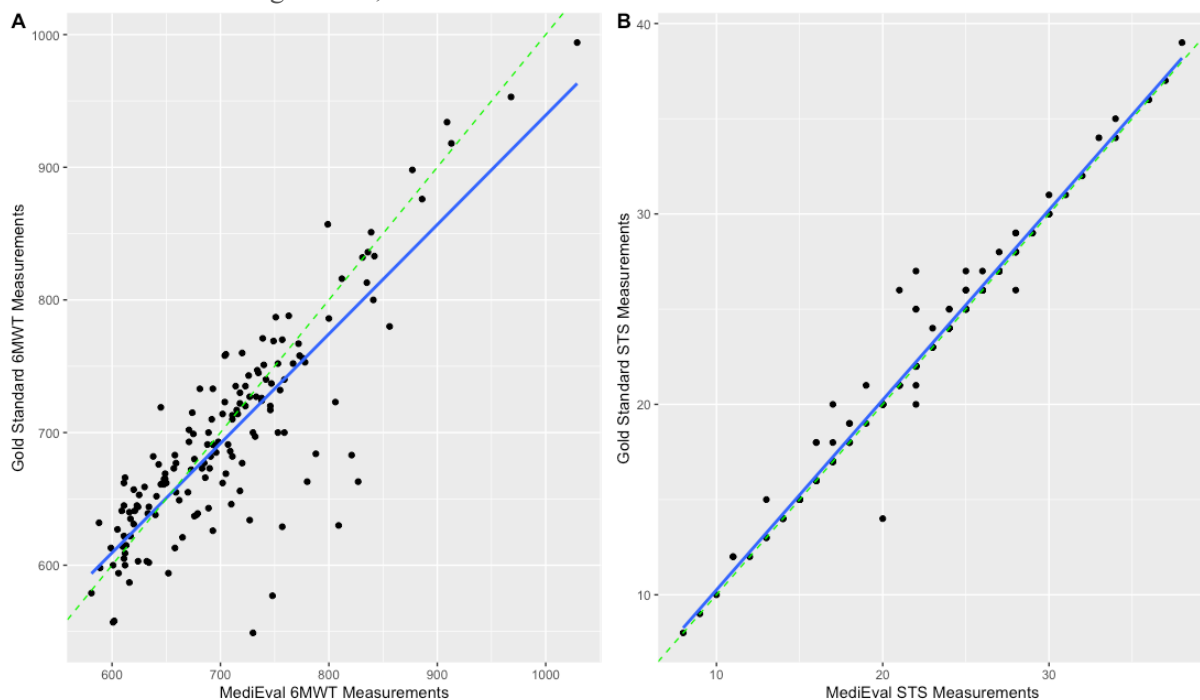 A
1000
900
800
700
600
Gold Standard 6MWT Measurements
600 700 800 900 1000
MediEval 6MWT Measurements
B
40
30
20
10
Gold Standard STS Measurements
10 20 30
MediEval STS Measurements